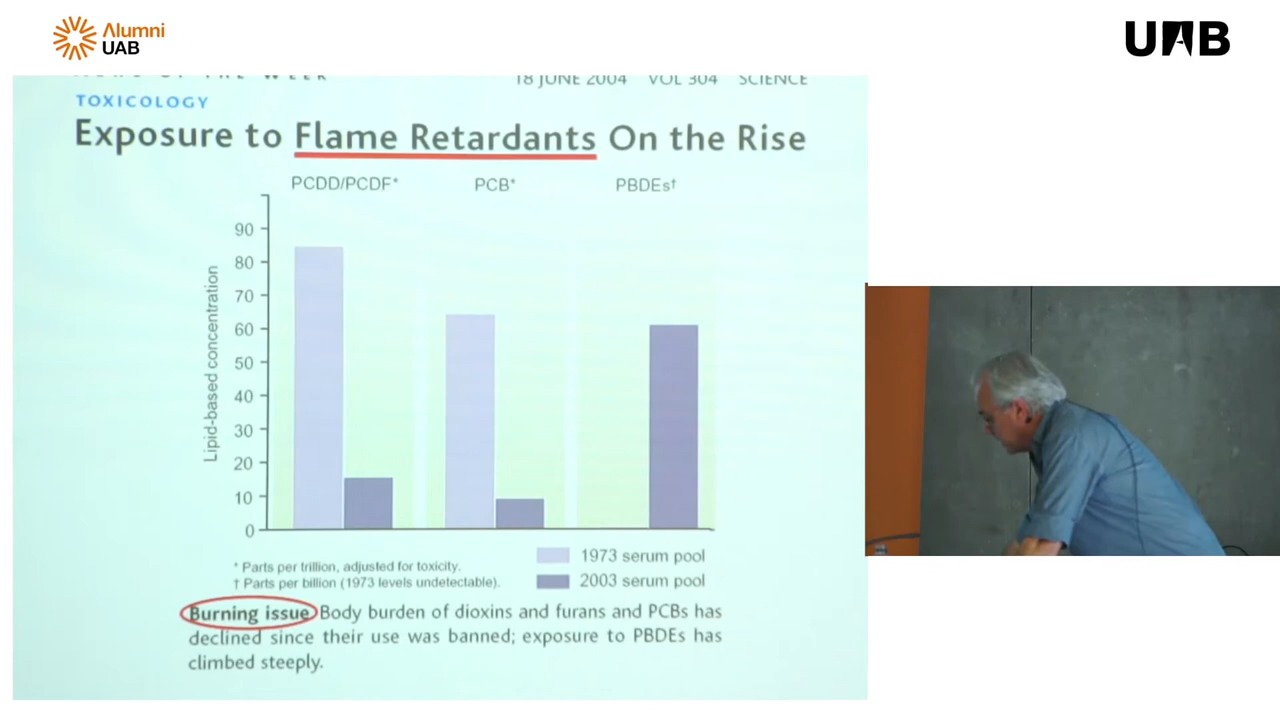 Alumni
UAB
UAB
18 JUNE 2004 VOL 304 SCIENCE
TOXICOLOGY
Exposure to Flame Retardants On the Rise
PCDD/PCDF* PCB* PBDEs†
Lipid-based concentration
90
80
70
60
50
40
30
20
10
0
* Parts per trillion, adjusted for toxicity.
† Parts per billion (1973 levels undetectable).
1973 serum pool
2003 serum pool
Burning issue Body burden of dioxins and furans and PCBs has
declined since their use was banned; exposure to PBDEs has
climbed steeply.